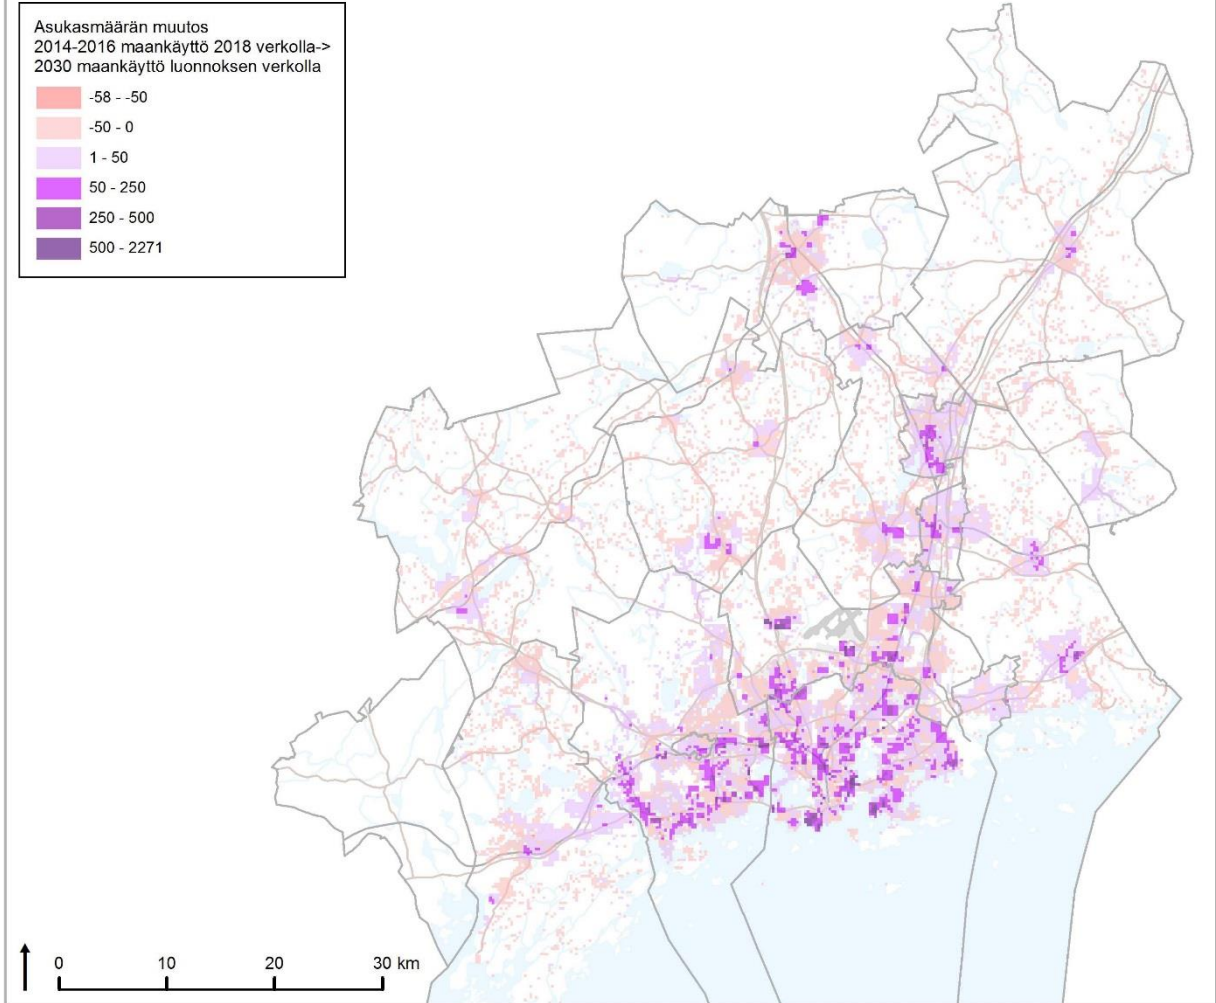 Asukasmäärän muutos
2014-2016 maankäyttö 2018 verkolla->
2030 maankäyttö luonnoksen verkolla
-58 - -50
-50 - 0
1 - 50
50 - 250
250 - 500
500 - 2271
0 10 20 30 km